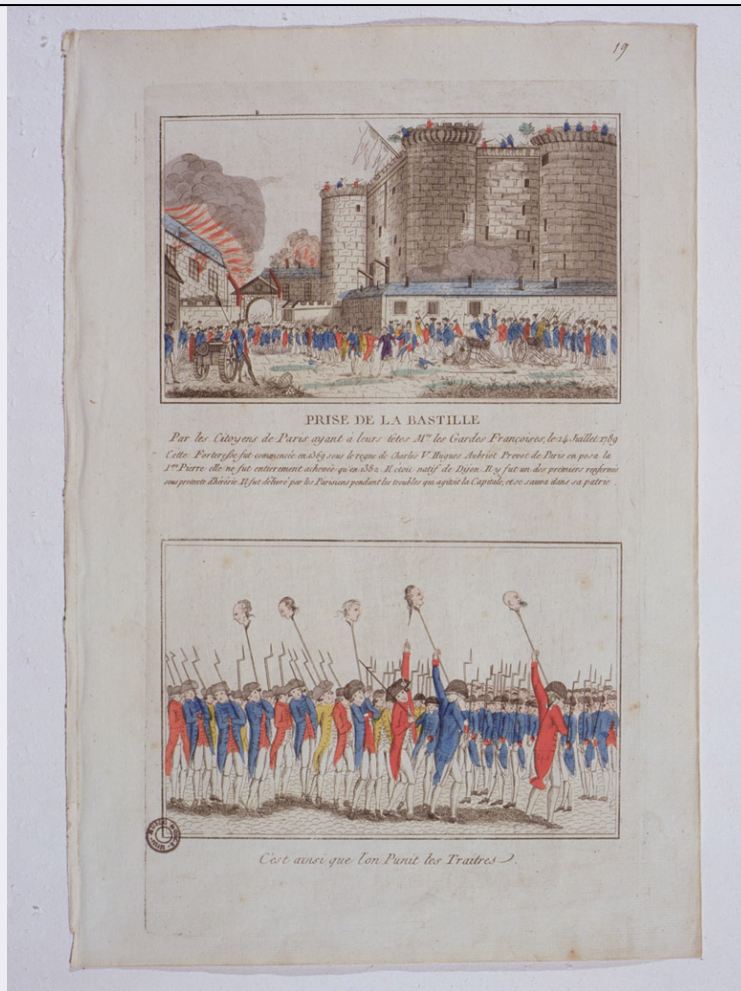 19
PRISE DE LA BASTILLE
Par les Citoyens de Paris ayant à leurs têtes Mrs les Gardes Françoises, le 14 Juillet 1789
Cette Forteresse fut commencée en 1369 sous le regne de Charles V. Hugues Aubriet Prevot de Paris en posa la
1ere Pierre elle ne fut entierement achevée qu'en 1382. Il étoit natif de Dijon. Il y fut un des premiers renfermé
sous pretexte d'hérésie. Il fut délivré par les Parisiens pendant les troubles qui agitoit la Capitale, et se sauva dans sa patrie.
C'est ainsi que l'on Punit les Traitres.